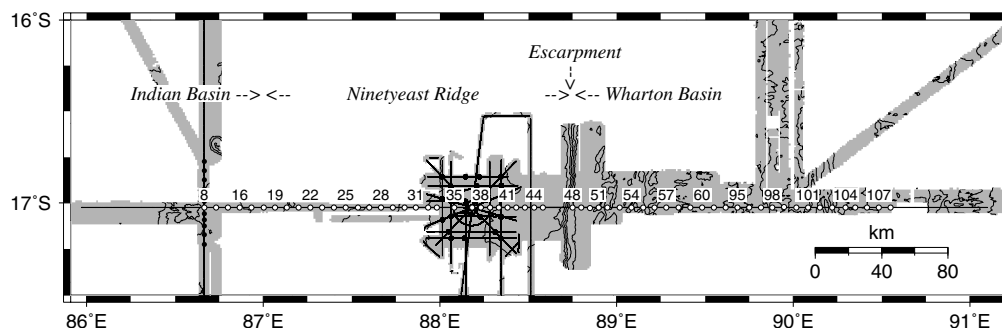 16°S
Escarpment
Indian Basin --> <--
Ninetyeast Ridge
--> <-- Wharton Basin
17°S
8 16 19 22 25 28 31 35 38 41 44 48 51 54 57 60 95 98 101 104 107
km
0 40 80
86°E 87°E 88°E 89°E 90°E 91°E